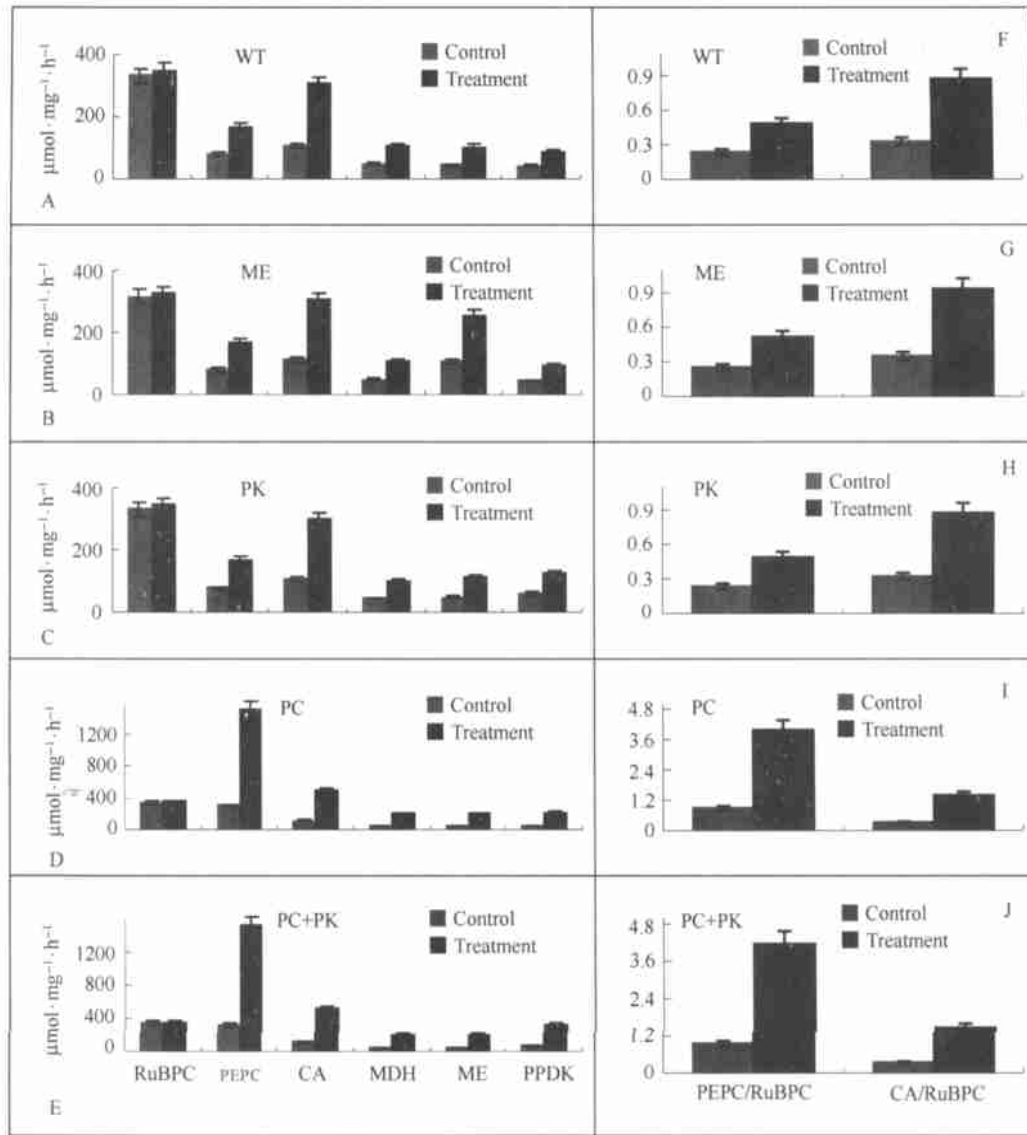 μmol·mg⁻¹·h⁻¹
400
200
0
WT
Control
Treatment
A
0.9
0.6
0.3
0
WT
Control
Treatment
F
μmol·mg⁻¹·h⁻¹
400
200
0
ME
Control
Treatment
B
0.9
0.6
0.3
0
ME
Control
Treatment
G
μmol·mg⁻¹·h⁻¹
400
200
0
PK
Control
Treatment
C
0.9
0.6
0.3
0
PK
Control
Treatment
H
μmol·mg⁻¹·h⁻¹
1200
800
400
0
PC
Control
Treatment
D
4.8
3.6
2.4
1.2
0
PC
Control
Treatment
I
μmol·mg⁻¹·h⁻¹
1200
800
400
0
PC+PK
Control
Treatment
RuBPC PEPC CA MDH ME PPDK
E
4.8
3.6
2.4
1.2
0
PC+PK
Control
Treatment
J
PEPC/RuBPC CA/RuBPC